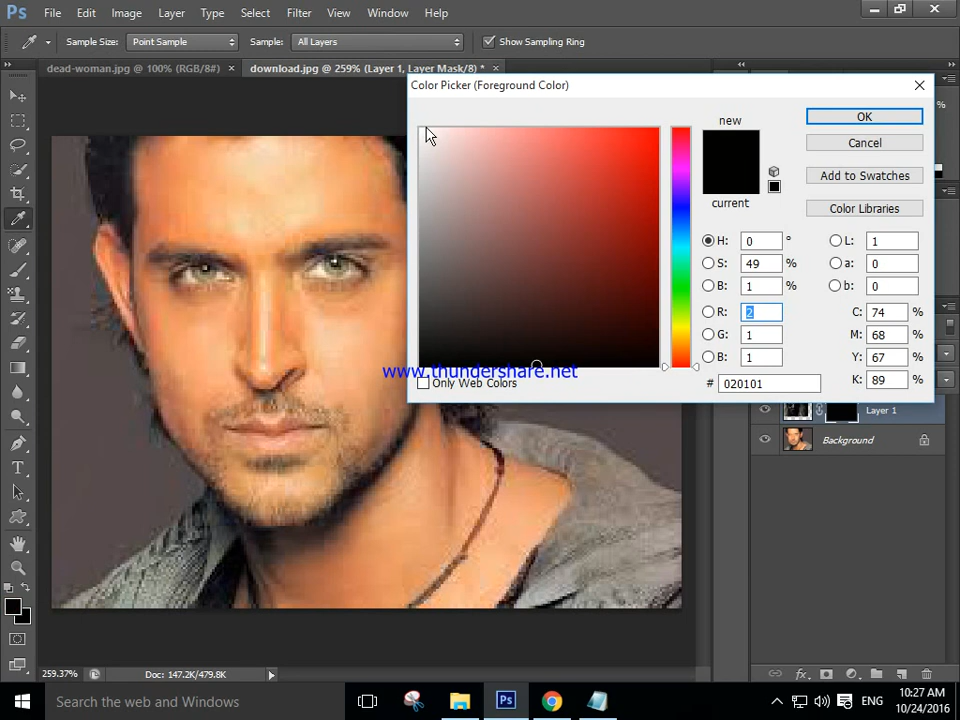 Ps File Edit Image Layer Type Select Filter View Window Help
Sample Size: Point Sample Sample: All Layers Show Sampling Ring
dead-woman.jpg @ 100% (RGB/8#) × download.jpg @ 259% (Layer 1, Layer Mask/8) * ×
Color Picker (Foreground Color)
new
OK
Cancel
Add to Swatches
current
Color Libraries
H: 0 ° L: 1
S: 49 % a: 0
B: 1 % b: 0
R: 2 C: 74 %
G: 1 M: 68 %
B: 1 Y: 67 %
www.thundershare.net
Only Web Colors # 020101 K: 89 %
%
Layer 1
Background
259.37% Doc: 147.2K/479.8K
fx
Search the web and Windows
Ps
ENG
10:27 AM
10/24/2016